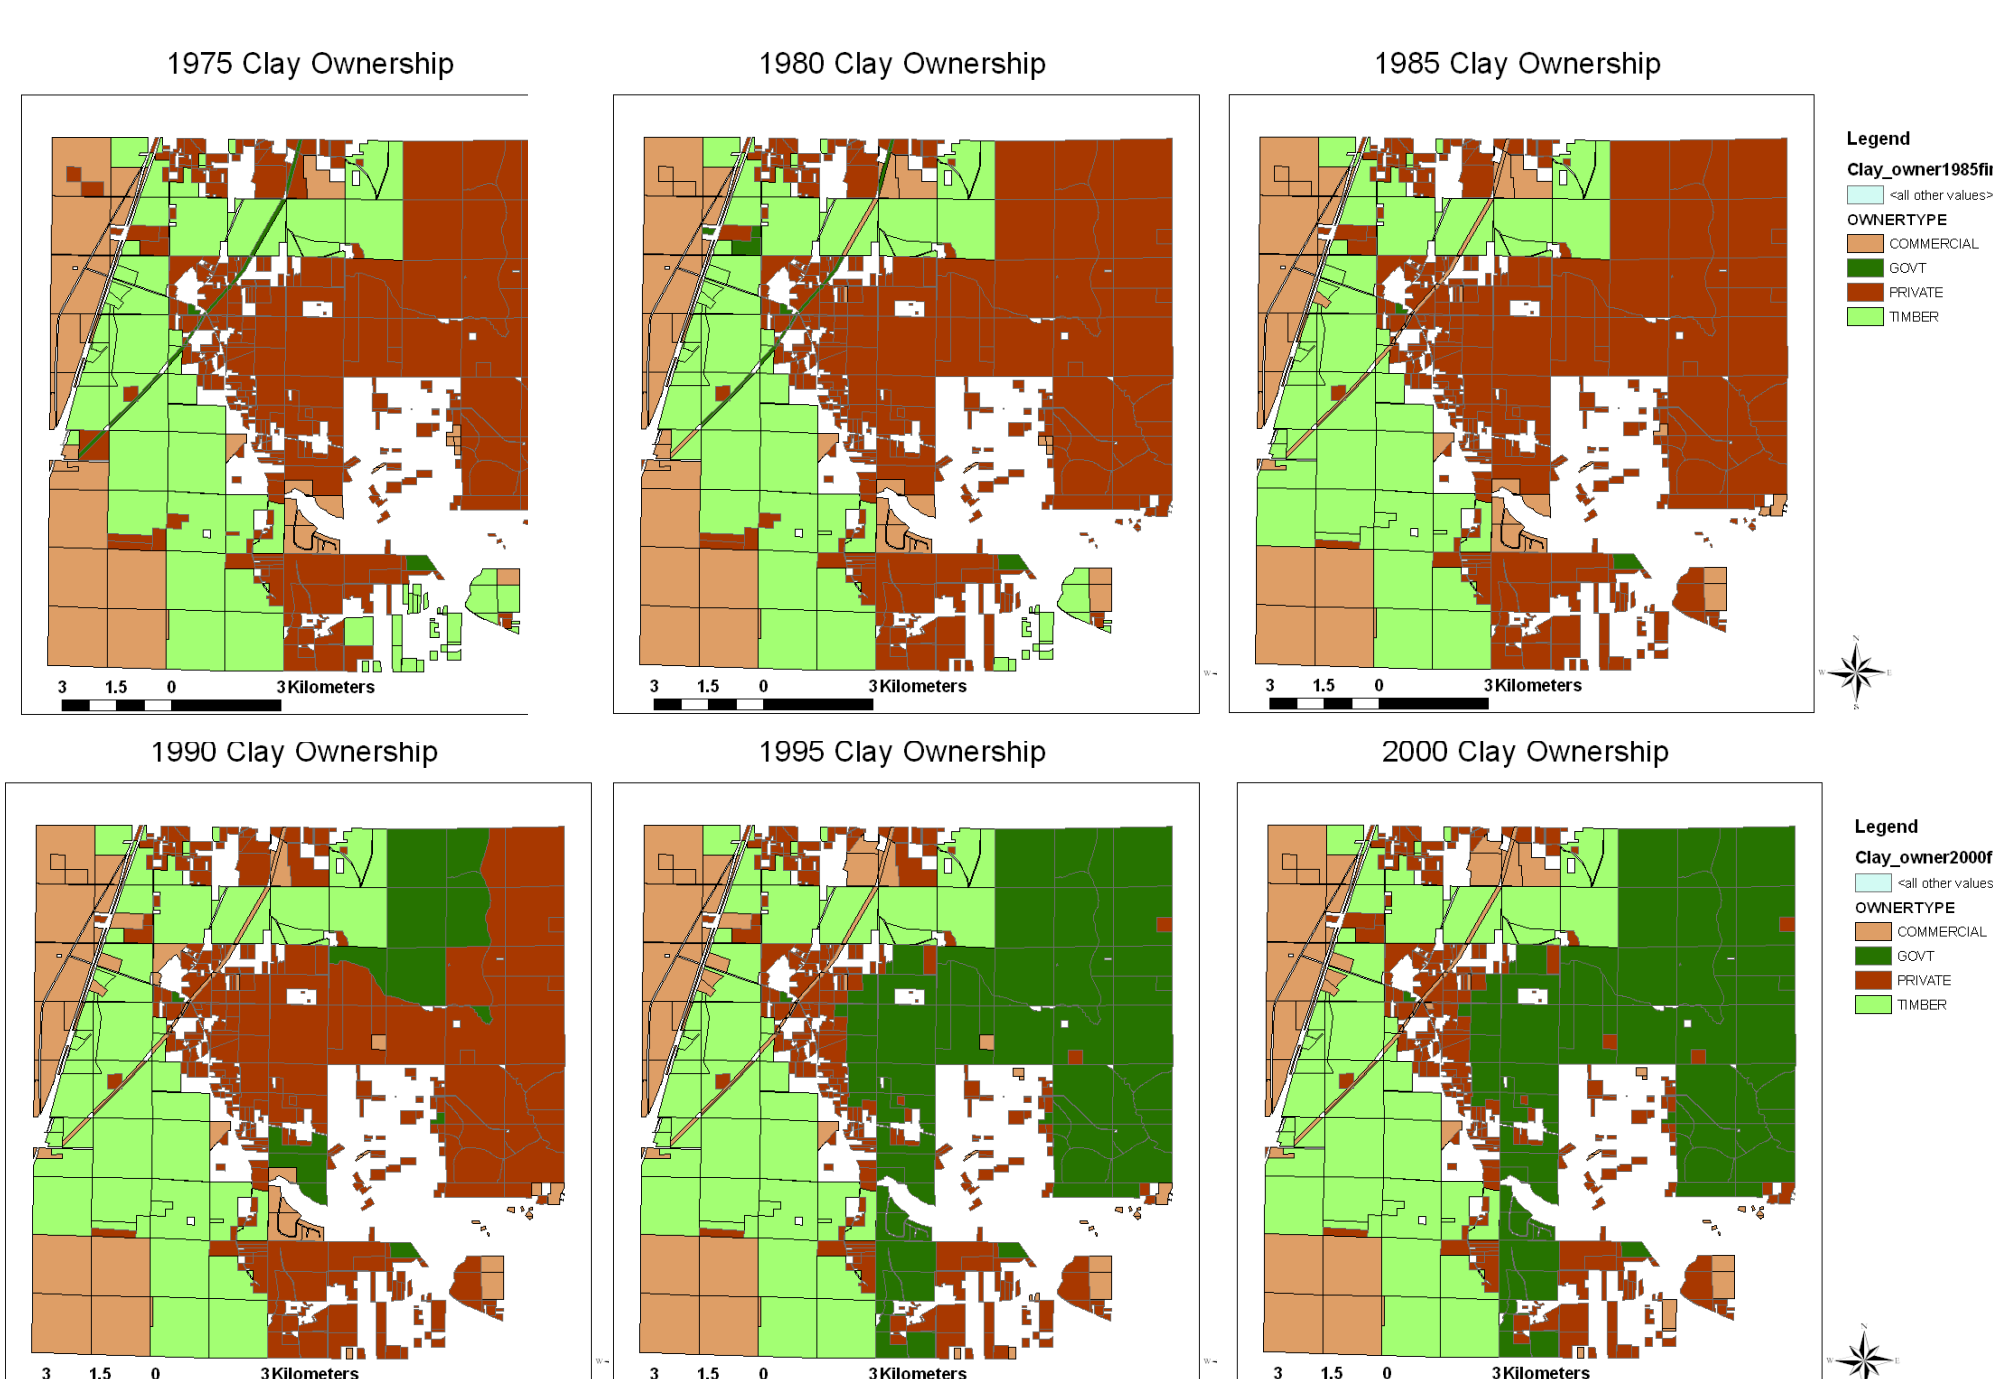 1975 Clay Ownership
1980 Clay Ownership
1985 Clay Ownership
Legend
Clay_owner1985fir
<all other values>
OWNERTYPE
COMMERCIAL
GOVT
PRIVATE
TIMBER
N
W
E
S
3 1.5 0 3 Kilometers
W
3 1.5 0 3 Kilometers
3 1.5 0 3 Kilometers
1990 Clay Ownership
1995 Clay Ownership
2000 Clay Ownership
Legend
Clay_owner2000f
<all other values
OWNERTYPE
COMMERCIAL
GOVT
PRIVATE
TIMBER
N
W
E
3 1.5 0 3 Kilometers
W
3 1.5 0 3 Kilometers
W
3 1.5 0 3 Kilometers